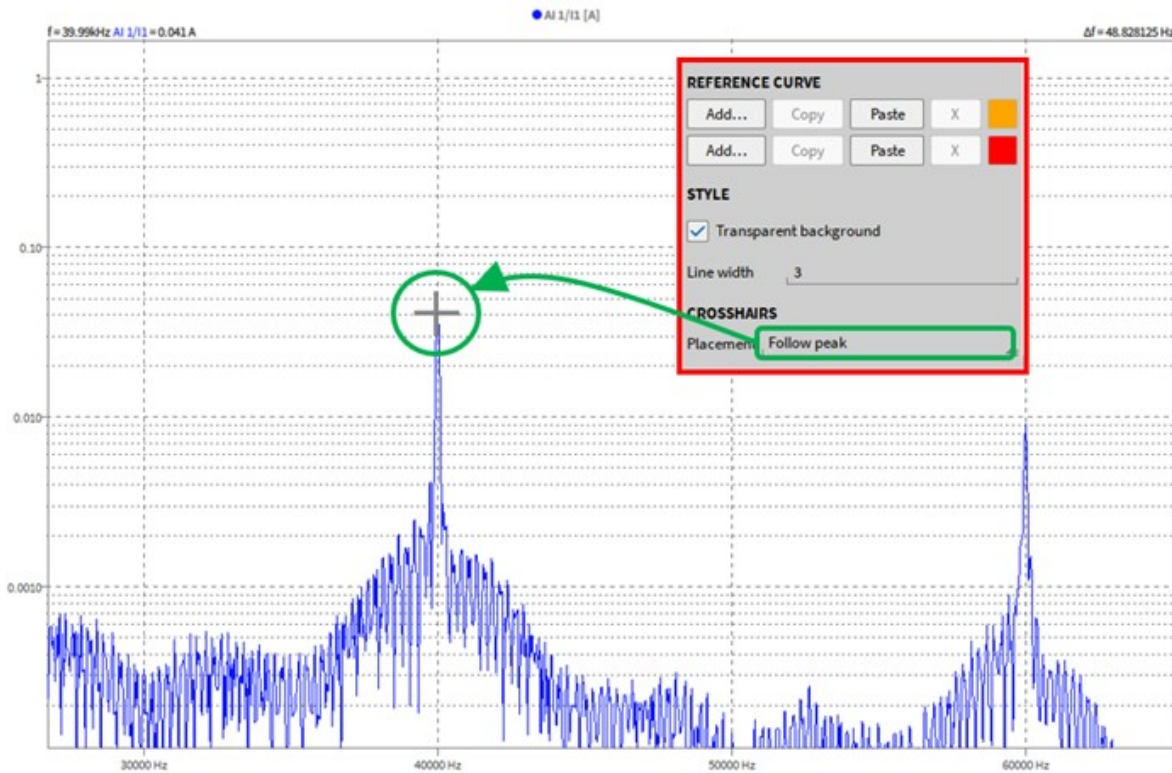 AI 1/I1 [A]
f = 39.99kHz AI 1/I1 = 0.041 A
Δf = 48.828125 Hz
1
0.10
0.010
0.0010
REFERENCE CURVE
Add... Copy Paste X
Add... Copy Paste X
STYLE
Transparent background
Line width 3
CROSSHAIRS
Placement Follow peak
30000 Hz 40000 Hz 50000 Hz 60000 Hz